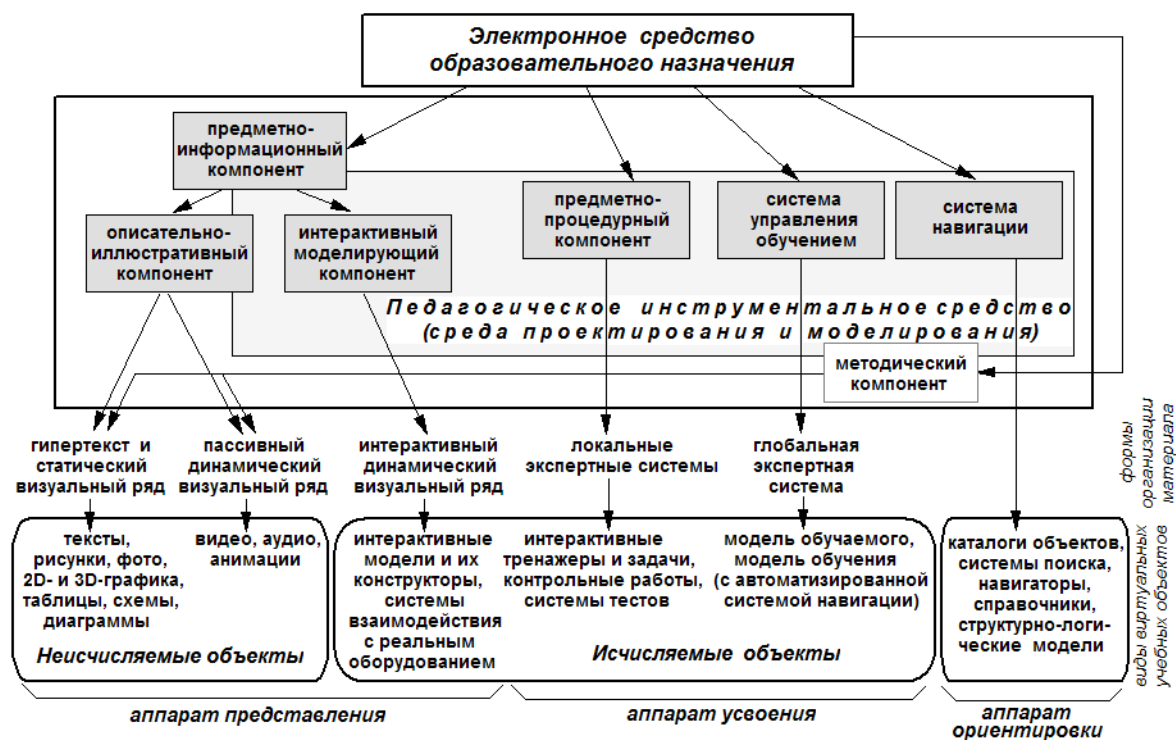 Электронное средство
образовательного назначения
предметно-
информационный
компонент
описательно-
иллюстративный
компонент
интерактивный
моделирующий
компонент
предметно-
процедурный
компонент
система
управления
обучением
система
навигации
Педагогическое инструментальное средство
(среда проектирования и моделирования)
методический
компонент
гипертекст и
статический
визуальный ряд
пассивный
динамический
визуальный ряд
интерактивный
динамический
визуальный ряд
локальные
экспертные системы
глобальная
экспертная
система
формы
организации
материала
тексты,
рисунки, фото,
2D- и 3D-графика,
таблицы, схемы,
диаграммы
видео, аудио,
анимации
Неисчисляемые объекты
интерактивные
модели и их
конструкторы,
системы
взаимодействия
с реальным
оборудованием
интерактивные
тренажеры и задачи,
контрольные работы,
системы тестов
модель обучаемого,
модель обучения
(с автоматизированной
системой навигации)
Исчисляемые объекты
каталоги объектов,
системы поиска,
навигаторы,
справочники,
структурно-логи-
ческие модели
виды виртуальных
учебных объектов
аппарат представления
аппарат усвоения
аппарат
ориентировки